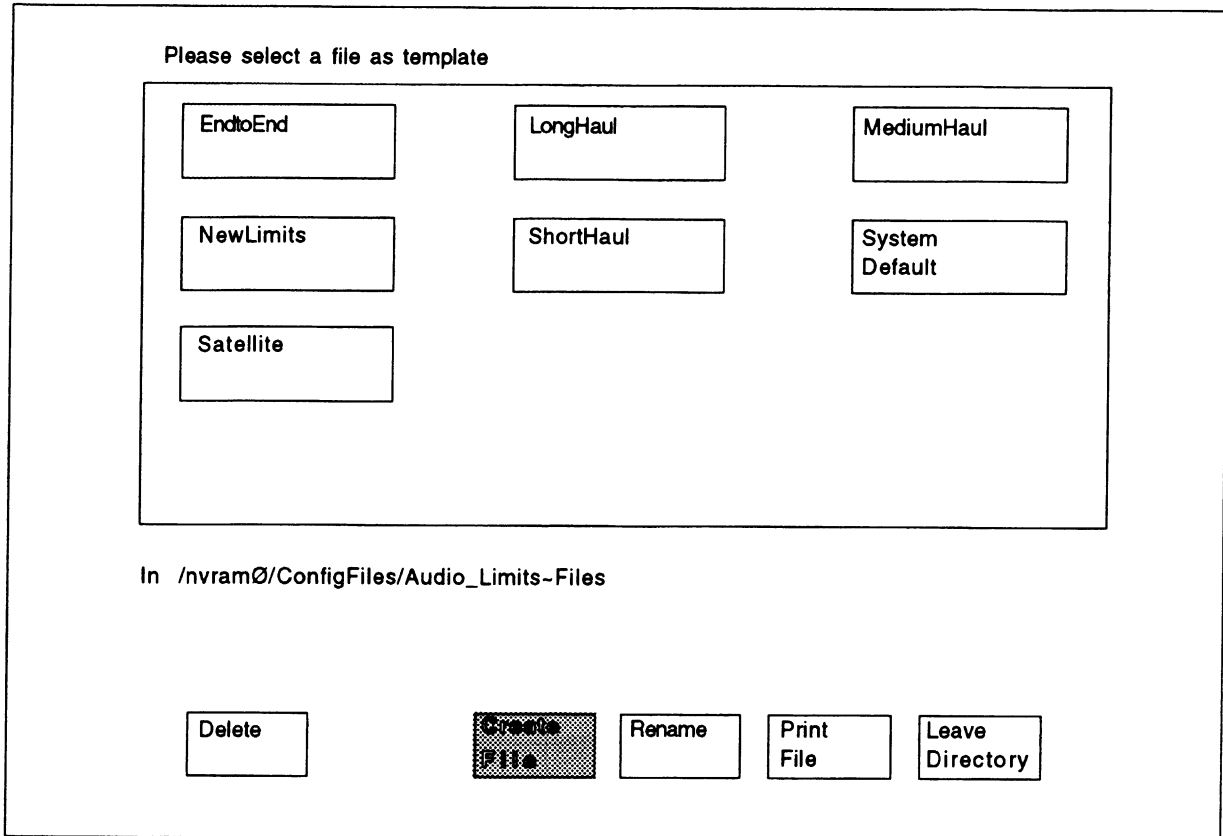 Please select a file as template
EndtoEnd
LongHaul
MediumHaul
NewLimits
ShortHaul
System
Default
Satellite
In /nvramØ/ConfigFiles/Audio_Limits~Files
Delete
Create
File
Rename
Print
File
Leave
Directory